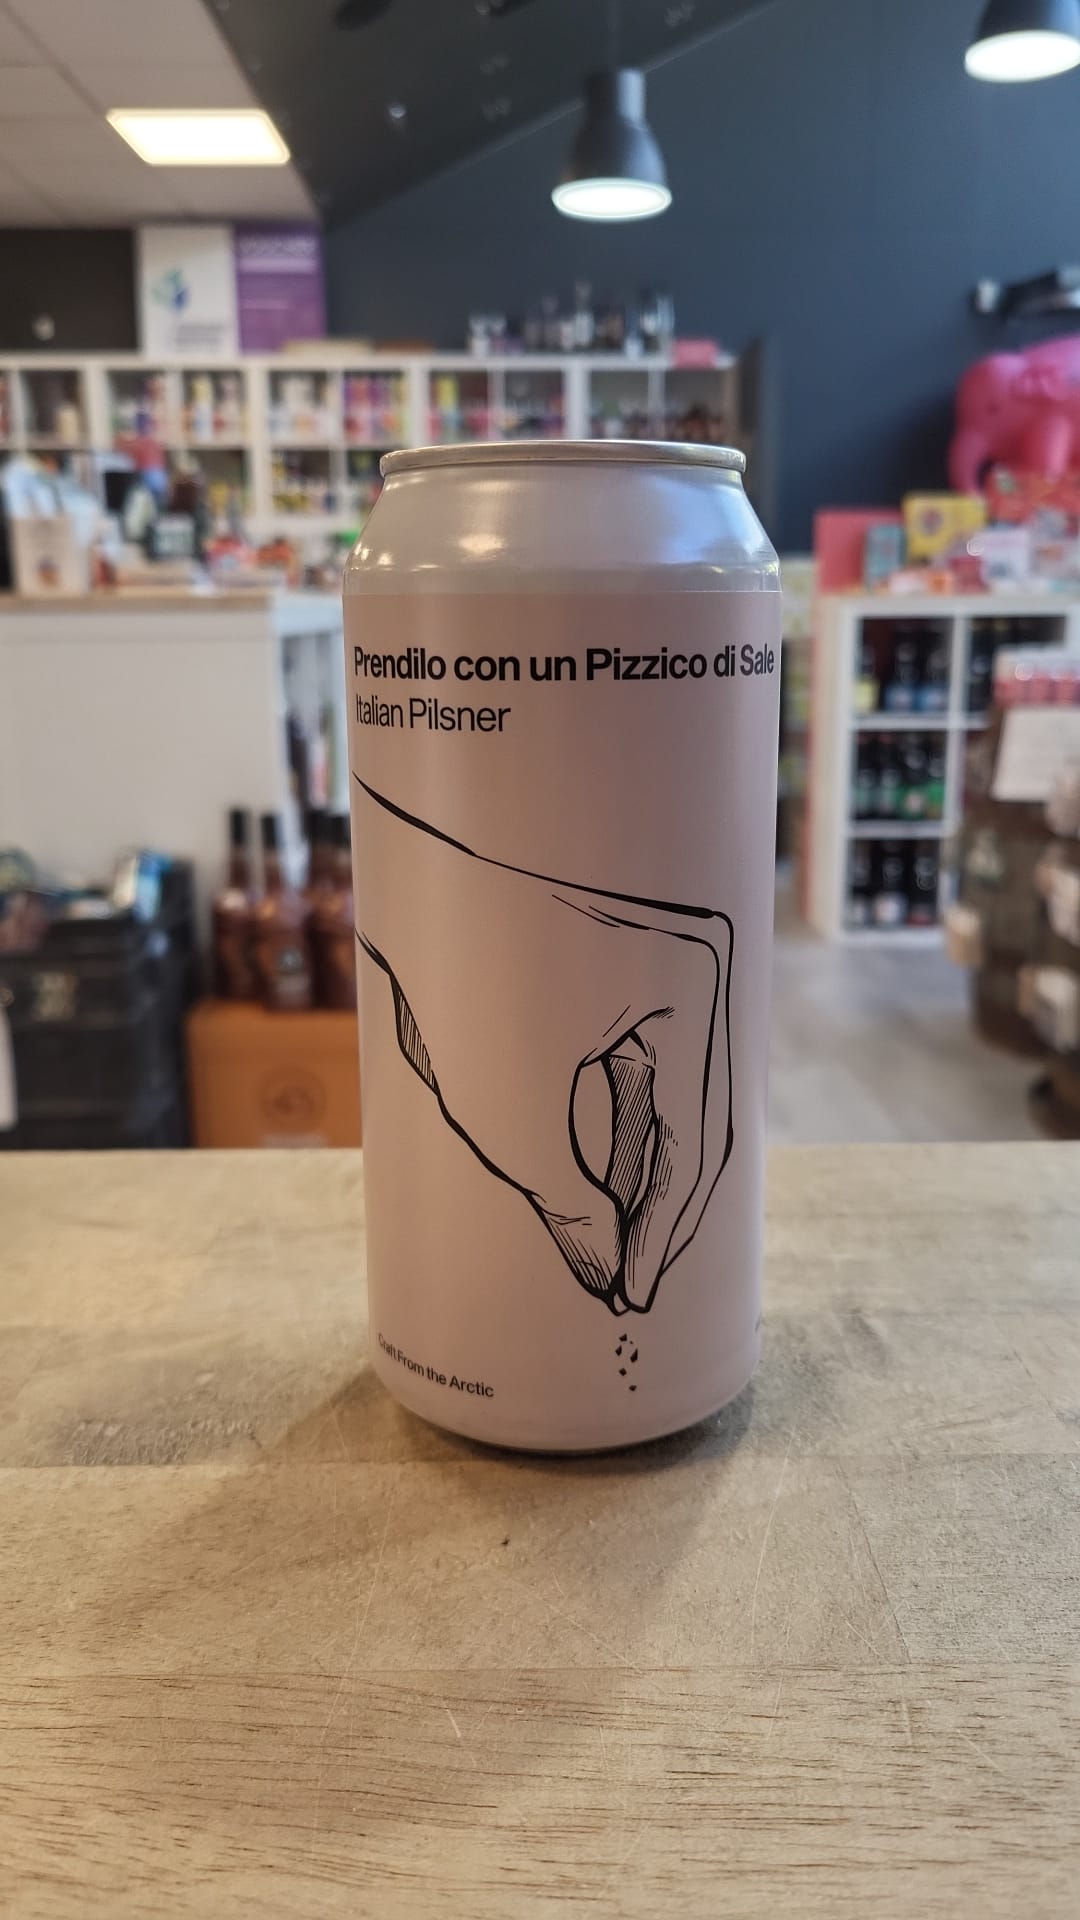 Prendilo con un Pizzico di Sale
Italian Pilsner
Craft From the Arctic